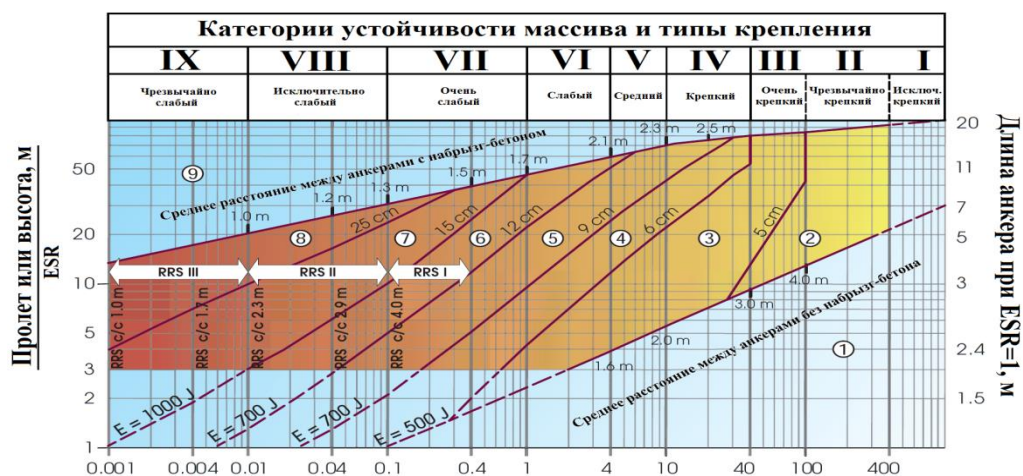 Категории устойчивости массива и типы крепления
IX VIII VII VI V IV III II I
Чрезвычайно слабый
Исключительно слабый
Очень слабый
Слабый
Средний
Крепкий
Очень крепкий
Чрезвычайно крепкий
Исключ. крепкий
Пролет или высота, м
ESR
50
20
10
5
3
2
1
Длина анкера при ESR=1, м
20
11
7
5
3
2.4
1.5
Среднее расстояние между анкерами с набрызг-бетоном
1.0 m
1.2 m
1.3 m
1.5 m
1.7 m
2.1 m
2.3 m
2.5 m
25 cm
15 cm
12 cm
9 cm
6 cm
5 cm
9
8
7
6
5
4
3
2
1
RRS III
RRS II
RRS I
RRS c/c 1.0 m
RRS c/c 1.7 m
RRS c/c 2.3 m
RRS c/c 2.9 m
RRS c/c 4.0 m
1.6 m
2.0 m
3.0 m
4.0 m
Среднее расстояние между анкерами без набрызг-бетона
E = 1000 J
E = 700 J
E = 700 J
E = 500 J
0.001 0.004 0.01 0.04 0.1 0.4 1 4 10 40 100 400